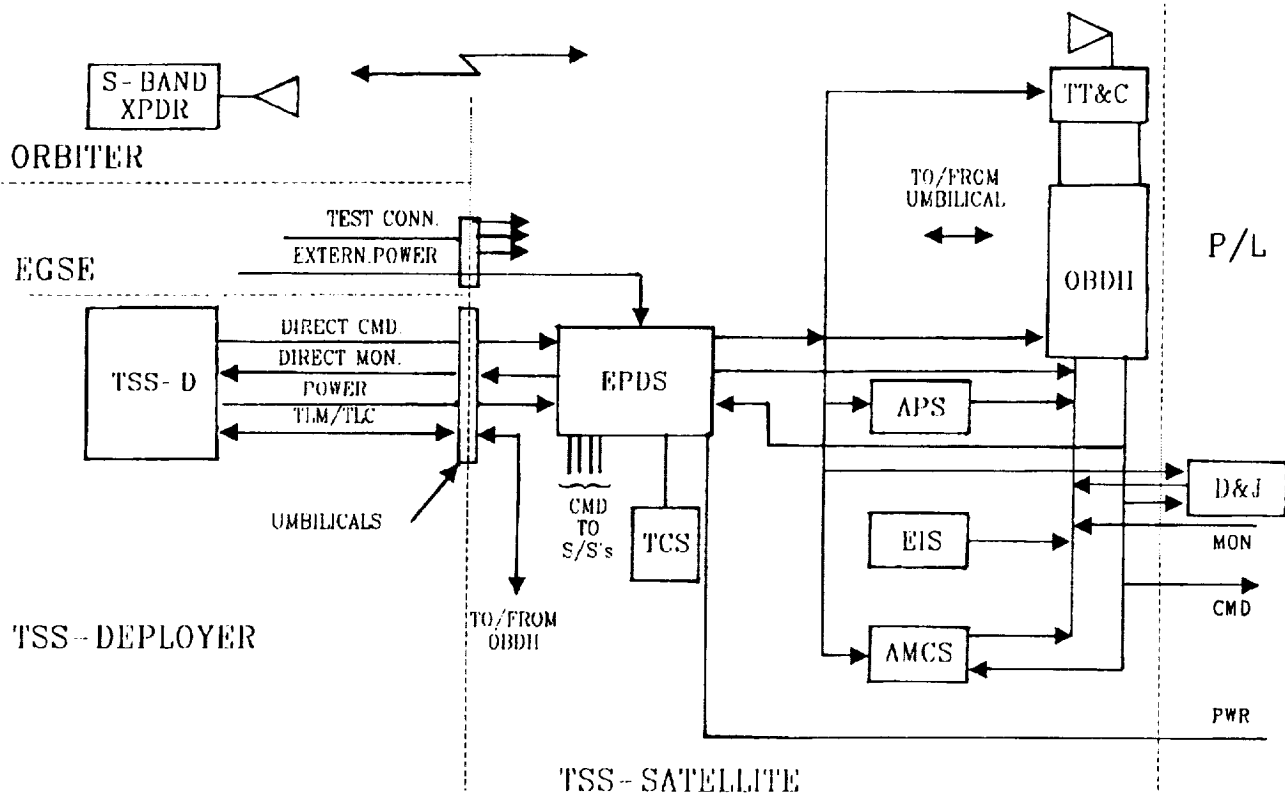 S-BAND
XPDR
TT&C
ORBITER
TO/FROM
UMBILICAL
TEST CONN.
EXTERN.POWER
P/L
EGSE
OBDH
DIRECT CMD.
DIRECT MON.
TSS-D
POWER
TLM/TLC
EPDS
APS
D&J
UMBILICALS
CMD
TO
S/S's
TCS
EIS
MON
CMD
TO/FROM
OBDH
TSS-DEPLOYER
AMCS
PWR
TSS-SATELLITE